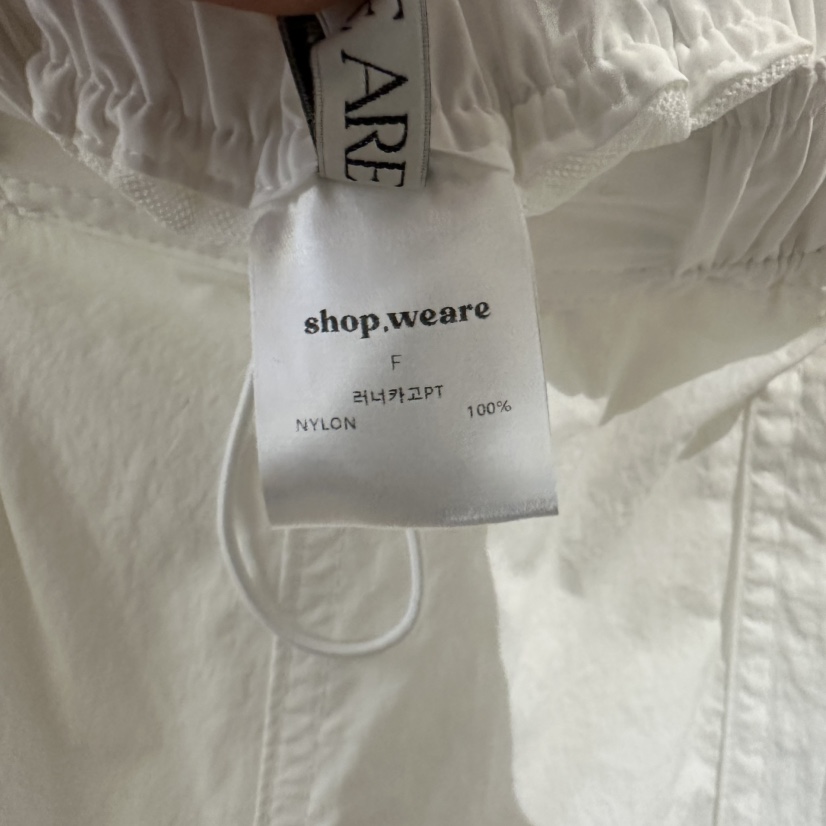 ARE
shop.weare
F
러너카고PT
NYLON 100%